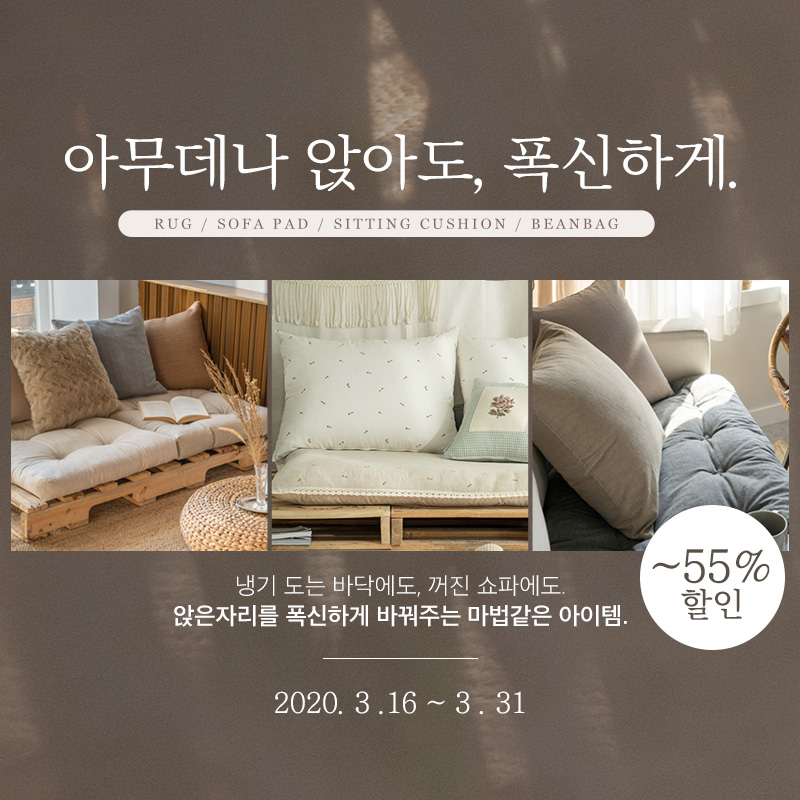 아무데나 앉아도, 폭신하게.
RUG / SOFA PAD / SITTING CUSHION / BEANBAG
냉기 도는 바닥에도, 꺼진 쇼파에도.
앉은자리를 폭신하게 바꿔주는 마법같은 아이템.
~55%
할인
2020. 3.16 ~ 3. 31